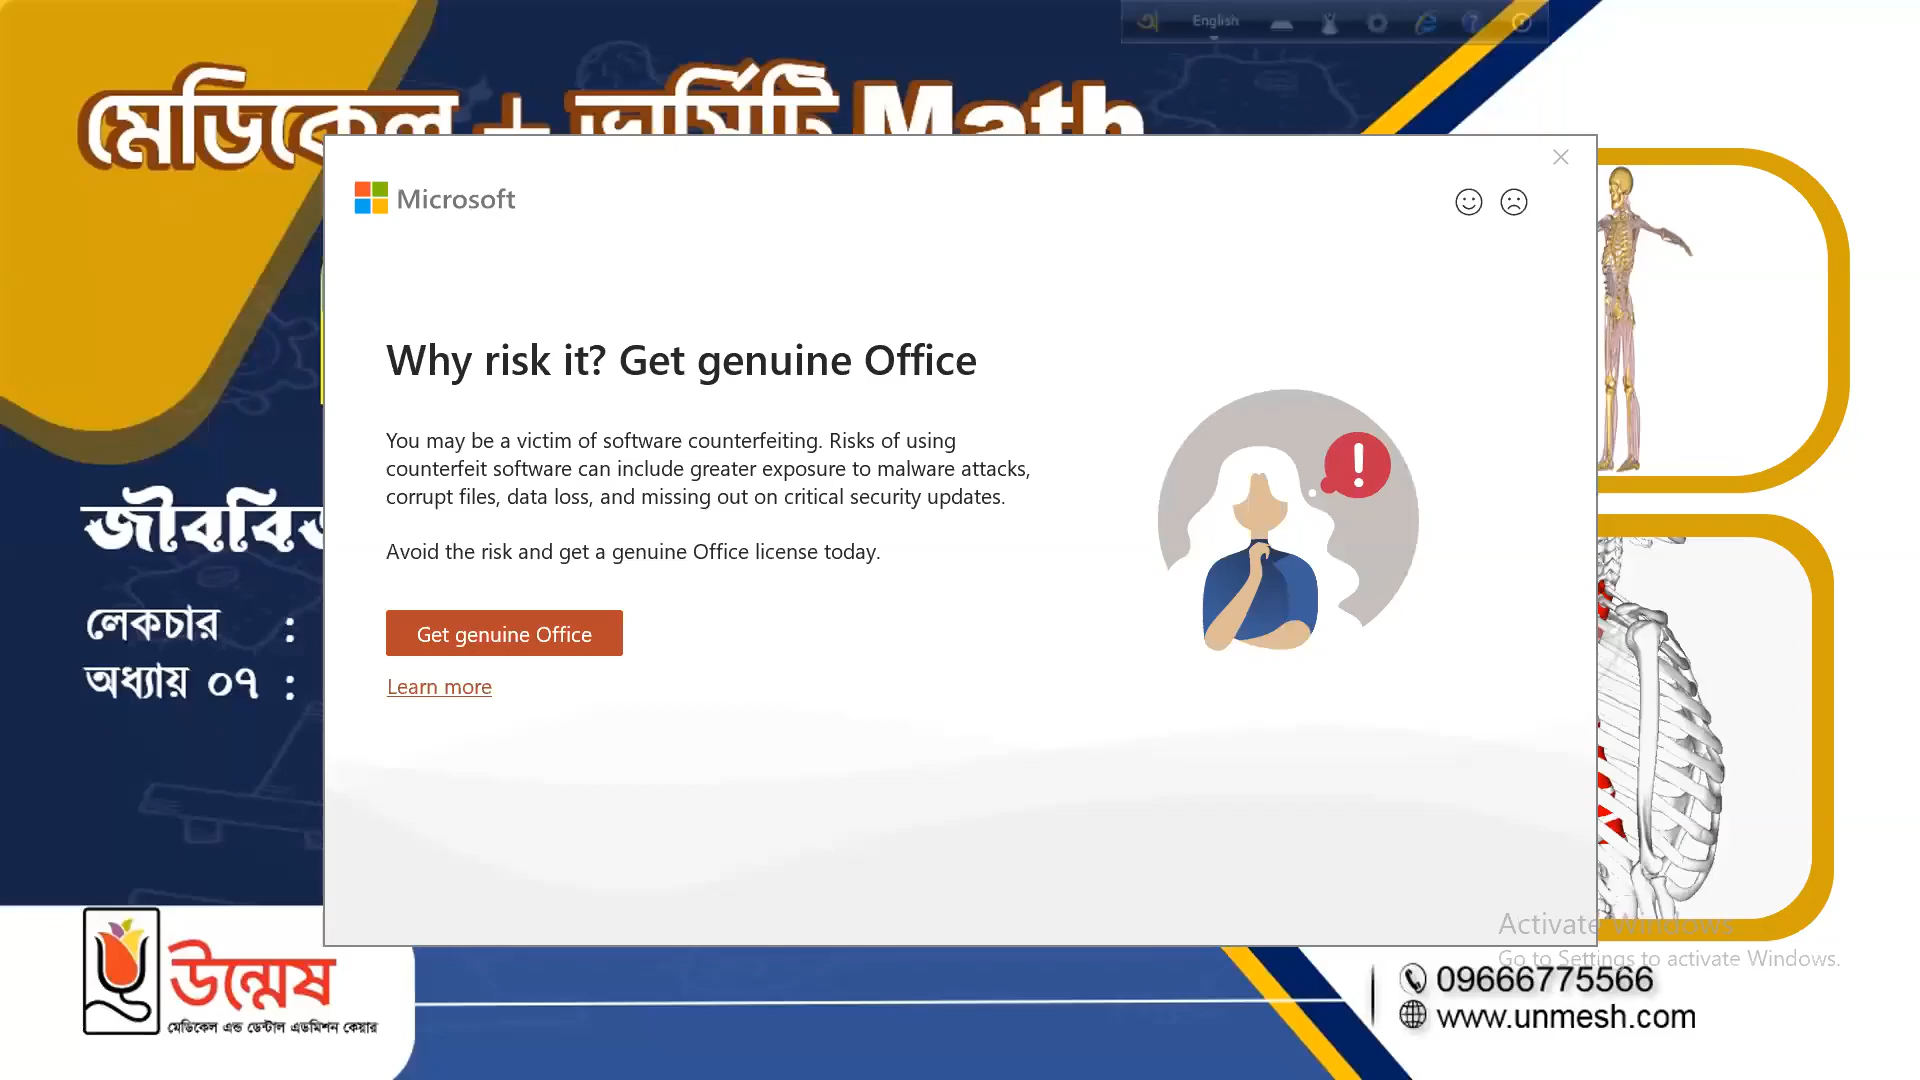 English
মেডিকেল + ভার্সিটি Math
Microsoft
Why risk it? Get genuine Office
You may be a victim of software counterfeiting. Risks of using
counterfeit software can include greater exposure to malware attacks,
corrupt files, data loss, and missing out on critical security updates.
Avoid the risk and get a genuine Office license today.
Get genuine Office
Learn more
লেকচার :
অধ্যায় ০৭ :
Activate Windows
Go to Settings to activate Windows.
উন্মেষ
মেডিকেল এন্ড ডেন্টাল এডমিশন কেয়ার
09666775566
www.unmesh.com